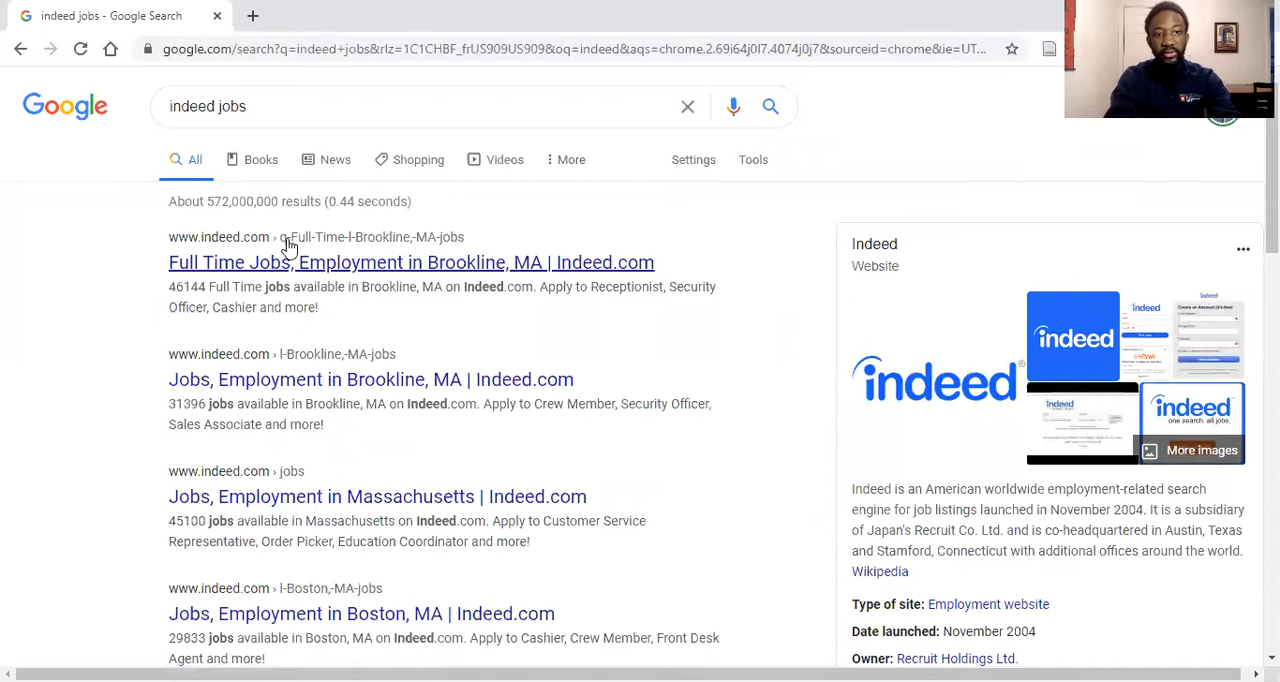 indeed jobs - Google Search
google.com/search?q=indeed+jobs&rlz=1C1CHBF_frUS909US909&oq=indeed&aqs=chrome.2.69i64j0l7.4074j0j7&sourceid=chrome&ie=UT...
Google
indeed jobs
All
Books
News
Shopping
Videos
More
Settings
Tools
About 572,000,000 results (0.44 seconds)
www.indeed.com › q-Full-Time-l-Brookline,-MA-jobs
Full Time Jobs, Employment in Brookline, MA | Indeed.com
46144 Full Time jobs available in Brookline, MA on Indeed.com. Apply to Receptionist, Security
Officer, Cashier and more!
www.indeed.com › l-Brookline,-MA-jobs
Jobs, Employment in Brookline, MA | Indeed.com
31396 jobs available in Brookline, MA on Indeed.com. Apply to Crew Member, Security Officer,
Sales Associate and more!
www.indeed.com › jobs
Jobs, Employment in Massachusetts | Indeed.com
45100 jobs available in Massachusetts on Indeed.com. Apply to Customer Service
Representative, Order Picker, Education Coordinator and more!
www.indeed.com › l-Boston,-MA-jobs
Jobs, Employment in Boston, MA | Indeed.com
29833 jobs available in Boston, MA on Indeed.com. Apply to Cashier, Crew Member, Front Desk
Agent and more!
Indeed
Website
indeed®
indeed
indeed
indeed
indeed
indeed
one search. all jobs.
More images
Indeed is an American worldwide employment-related search
engine for job listings launched in November 2004. It is a subsidiary
of Japan's Recruit Co. Ltd. and is co-headquartered in Austin, Texas
and Stamford, Connecticut with additional offices around the world.
Wikipedia
Type of site: Employment website
Date launched: November 2004
Owner: Recruit Holdings Ltd.